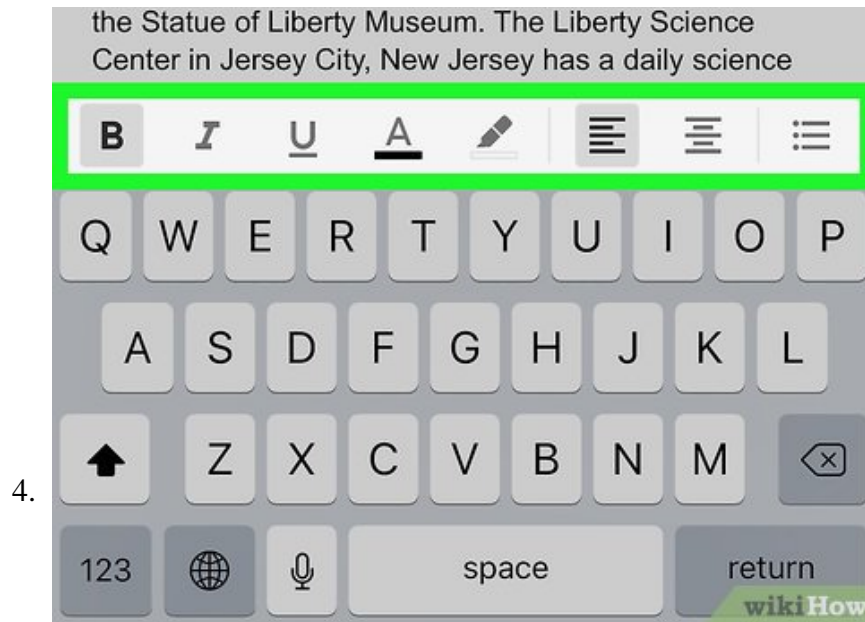 the Statue of Liberty Museum. The Liberty Science
Center in Jersey City, New Jersey has a daily science
B I U A
Q W E R T Y U I O P
A S D F G H J K L
Z X C V B N M
4.
123 space return
wikiHow